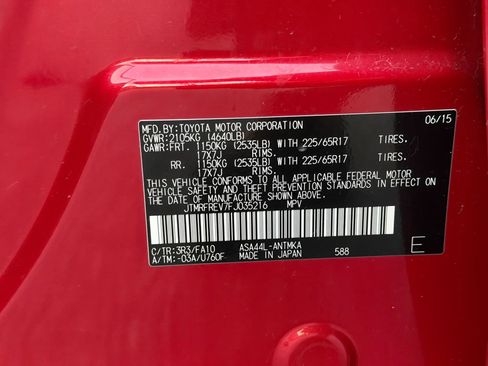 MFD.BY:TOYOTA MOTOR CORPORATION 06/15
GVWR:2105KG (4640LB)
GAWR:FRT. 1150KG (2535LB) WITH 225/65R17 TIRES.
17X7J RIMS.
RR. 1150KG (2535LB) WITH 225/65R17 TIRES.
17X7J RIMS.
THIS VEHICLE CONFORMS TO ALL APPLICABLE FEDERAL MOTOR
VEHICLE SAFETY AND THEFT PREVENTION STANDARDS IN EFFECT ON
THE DATE OF MANUFACTURE SHOWN ABOVE.
JTMRFREV7FJ035216 MPV
C/TR:3R3/FA10 ASA44L-ANTMKA
A/TM:-03A/U760F MADE IN JAPAN 588 E